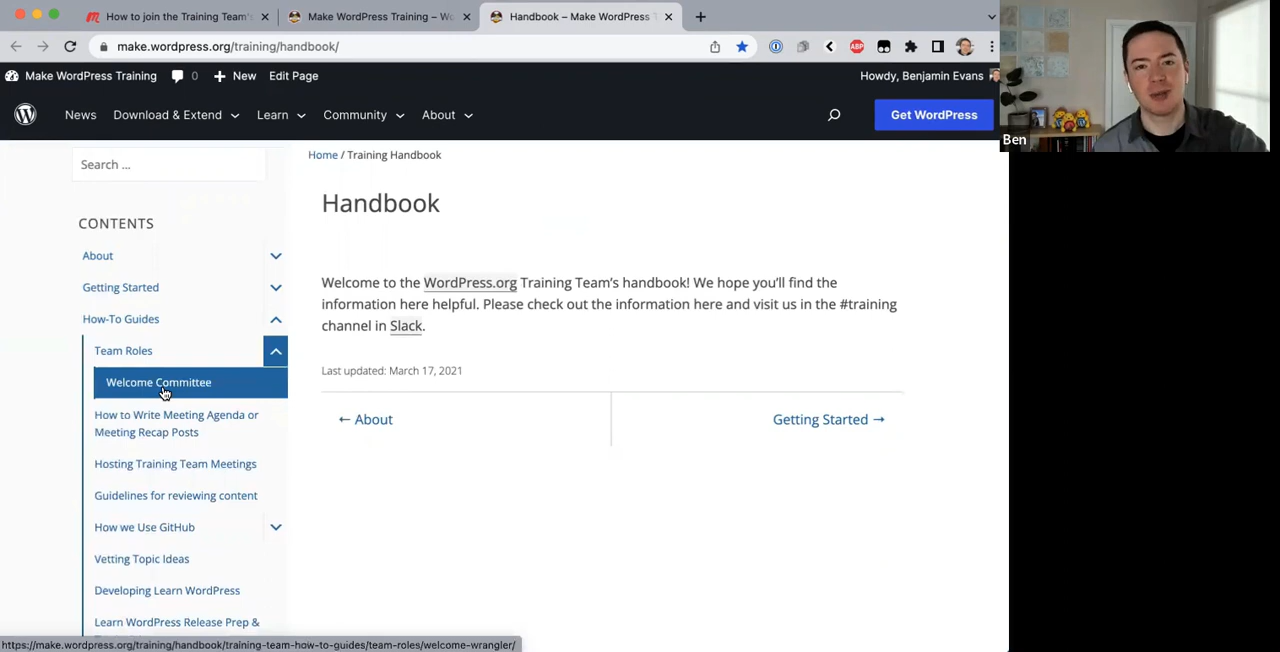 How to join the Training Team'
Make WordPress Training – Wo
Handbook – Make WordPress T
make.wordpress.org/training/handbook/
ABP
Make WordPress Training
0
New
Edit Page
Howdy, Benjamin Evans
News
Download & Extend
Learn
Community
About
Get WordPress
Ben
Search ...
Home / Training Handbook
CONTENTS
Handbook
About
Getting Started
How-To Guides
Team Roles
Welcome Committee
How to Write Meeting Agenda or
Meeting Recap Posts
Hosting Training Team Meetings
Guidelines for reviewing content
How we Use GitHub
Vetting Topic Ideas
Developing Learn WordPress
Learn WordPress Release Prep &
Welcome to the WordPress.org Training Team's handbook! We hope you'll find the
information here helpful. Please check out the information here and visit us in the #training
channel in Slack.
Last updated: March 17, 2021
← About
Getting Started →
https://make.wordpress.org/training/handbook/training-team-how-to-guides/team-roles/welcome-wrangler/